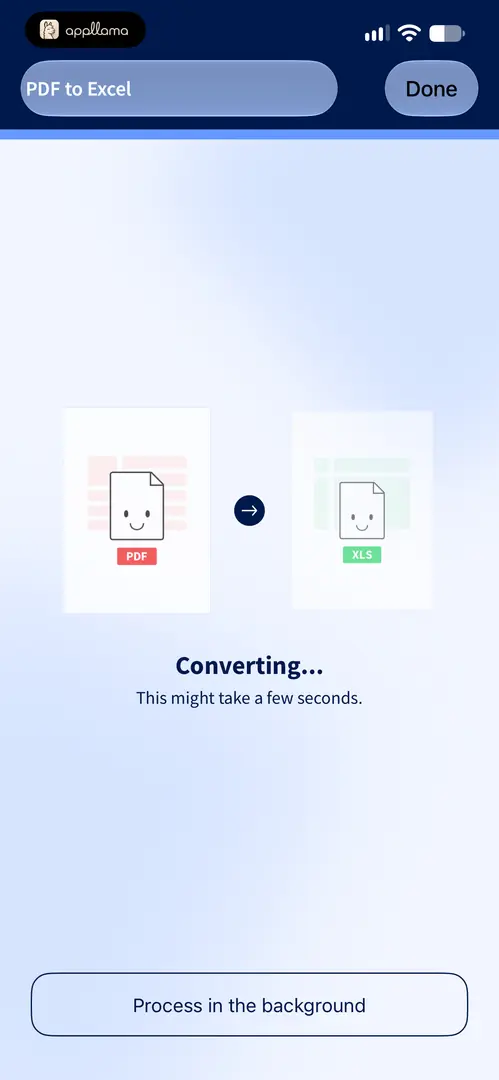 appllama
PDF to Excel
Done
PDF
XLS
Converting...
This might take a few seconds.
Process in the background